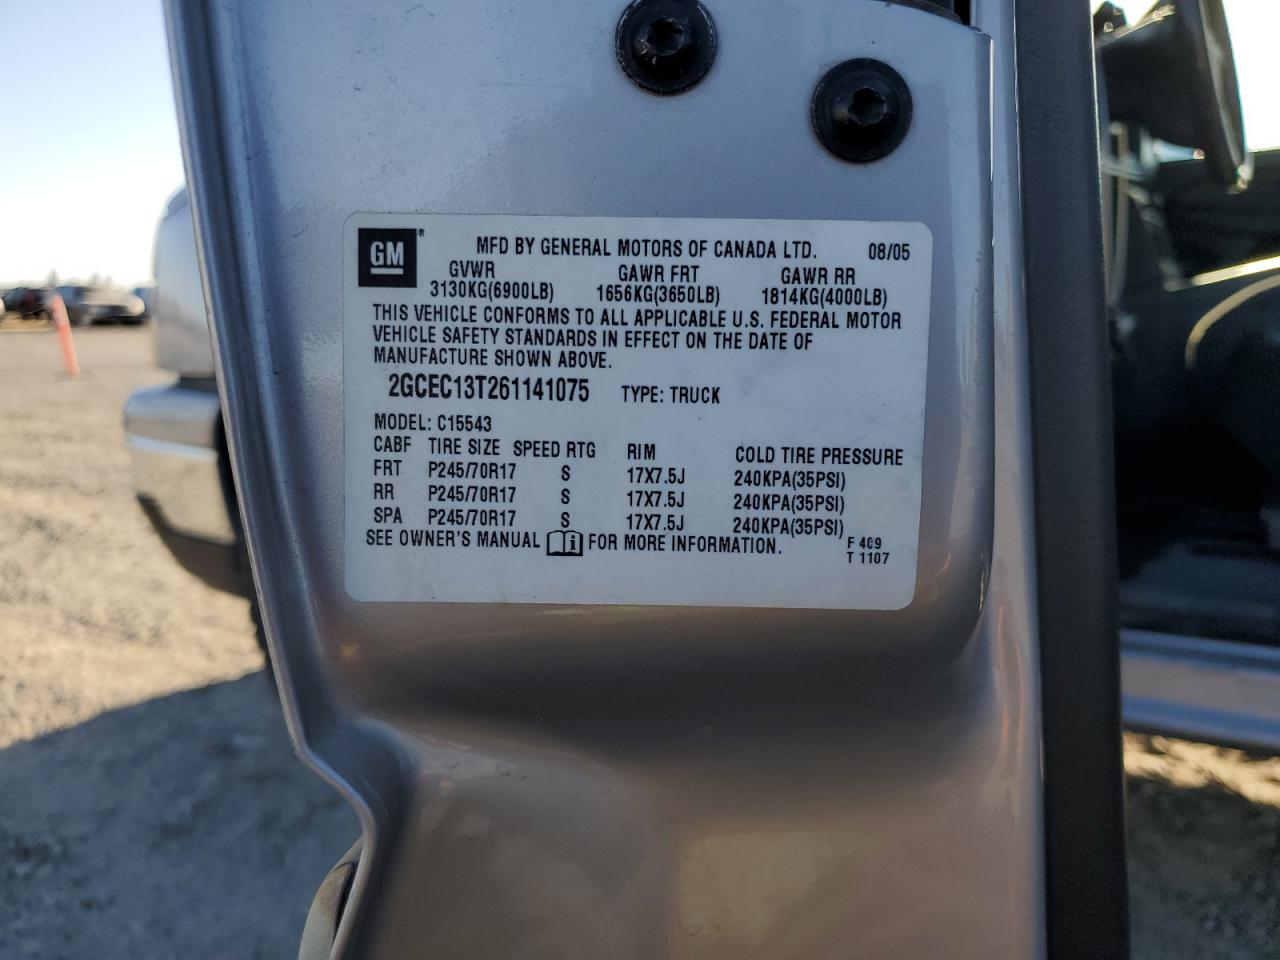 GM ® MFD BY GENERAL MOTORS OF CANADA LTD. 08/05
GVWR GAWR FRT GAWR RR
3130KG(6900LB) 1656KG(3650LB) 1814KG(4000LB)
THIS VEHICLE CONFORMS TO ALL APPLICABLE U.S. FEDERAL MOTOR
VEHICLE SAFETY STANDARDS IN EFFECT ON THE DATE OF
MANUFACTURE SHOWN ABOVE.
2GCEC13T261141075 TYPE: TRUCK
MODEL: C15543
CABF TIRE SIZE SPEED RTG RIM COLD TIRE PRESSURE
FRT P245/70R17 S 17X7.5J 240KPA(35PSI)
RR P245/70R17 S 17X7.5J 240KPA(35PSI)
SPA P245/70R17 S 17X7.5J 240KPA(35PSI)
SEE OWNER'S MANUAL i FOR MORE INFORMATION. F 409
T 1107